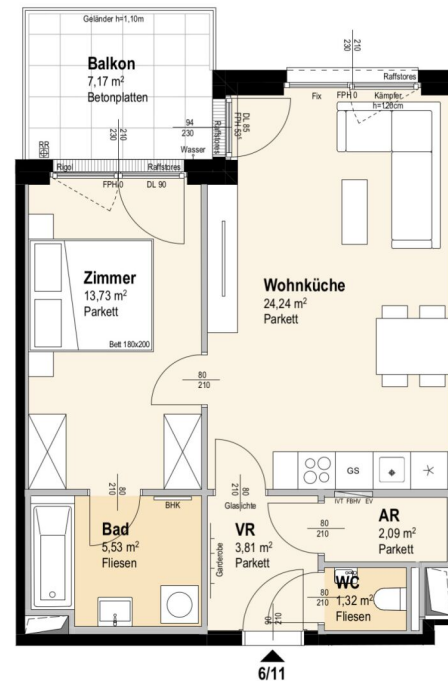 Geländer h=1,10m
Balkon
7,17 m²
Betonplatten
210
230
Raffstores
Fix
FPH 0
Kämpfer
h=120cm
94
230
DL 85
FPH 53
Raffstores
Wasser
210
230
Rigol
Raffstores
FPH 0
DL 90
Zimmer
13,73 m²
Parkett
Bett 180x200
Wohnküche
24,24 m²
Parkett
80
210
GS
80
210
BHK
80
210
Glaslichte
IVT FBHV EV
Bad
5,53 m²
Fliesen
Garderobe
VR
3,81 m²
Parkett
80
210
AR
2,09 m²
Parkett
80
210
WC
1,32 m²
Fliesen
90
210
6/11